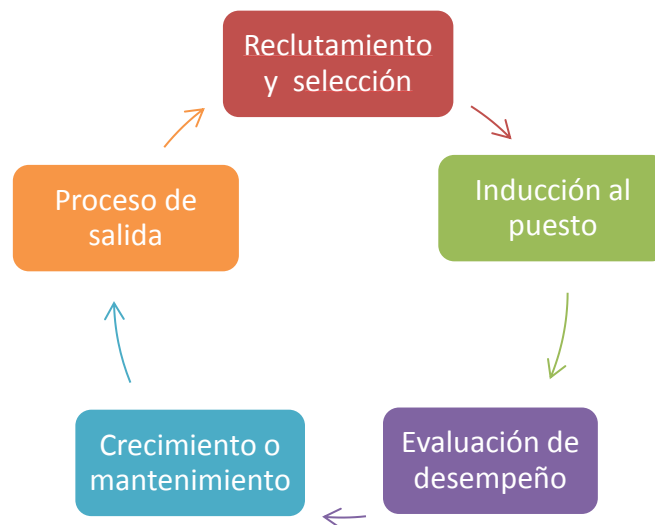 Reclutamiento
y selección
Inducción al
puesto
Evaluación de
desempeño
Crecimiento o
mantenimiento
Proceso de
salida